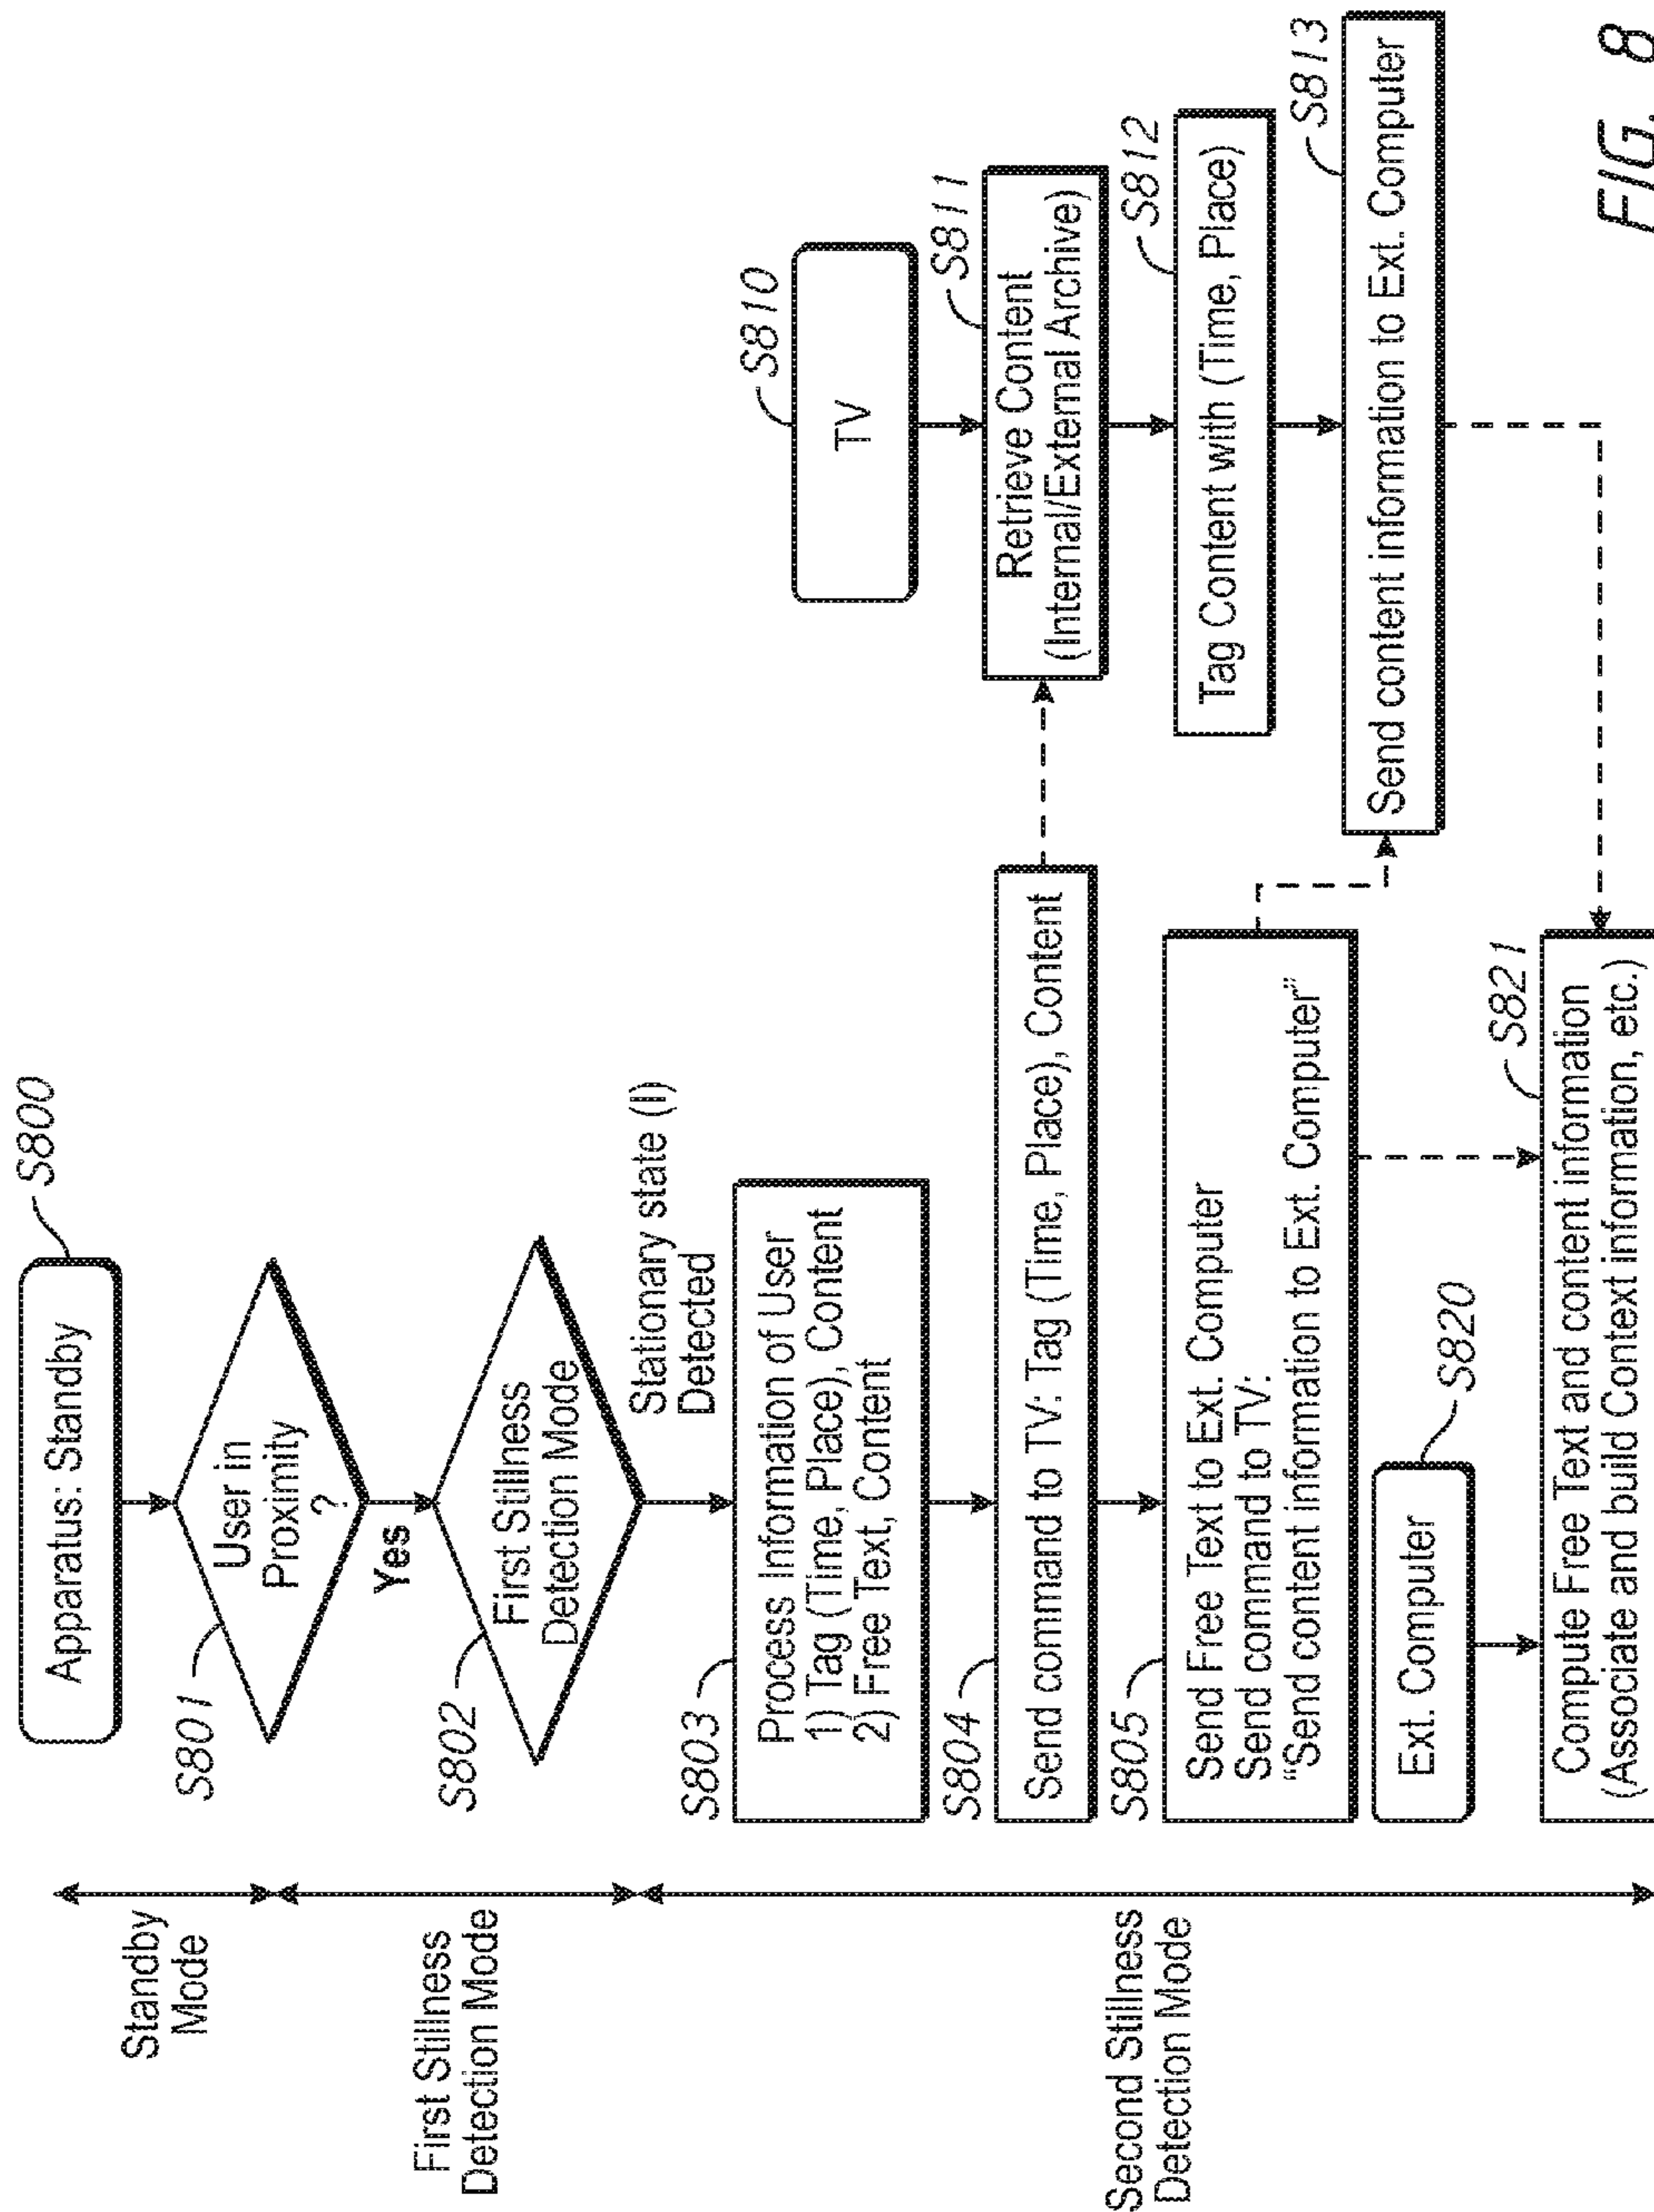 Standby
Mode
First Stillness
Detection Mode
Second Stillness
Detection Mode
Apparatus: Standby
S800
User in
Proximity
?
S801
Yes
First Stillness
Detection Mode
S802
Stationary state (I)
Detected
S803
Process Information of User
1) Tag (Time, Place), Content
2) Free Text, Content
S804
Send command to TV: Tag (Time, Place), Content
S805
Send Free Text to Ext. Computer
Send command to TV:
“Send content information to Ext. Computer”
Ext. Computer
S820
S821
Compute Free Text and content information
(Associate and build Context information, etc.)
TV
S810
Retrieve Content
(Internal/External Archive)
S811
Tag Content with (Time, Place)
S812
Send content information to Ext. Computer
S813
FIG. 8